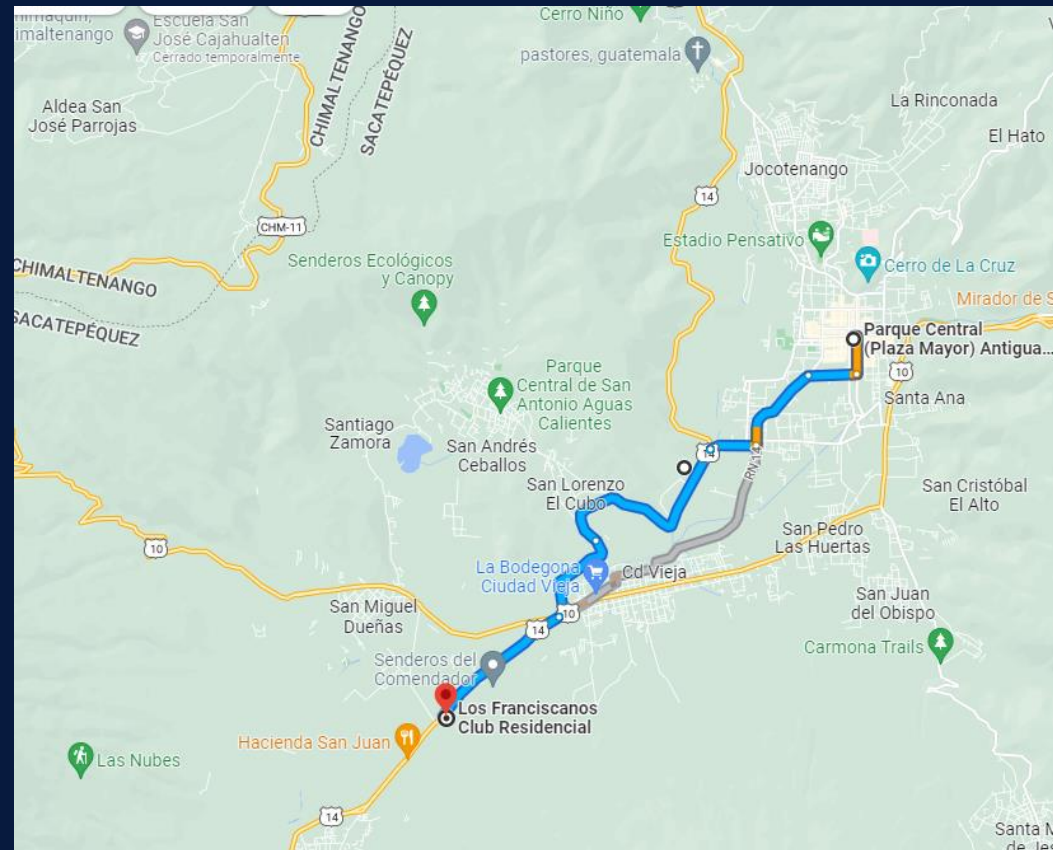 Cerro Niño
imaltenango
Escuela San
José Cajahualten
Cerrado temporalmente
CHIMALTENANGO
SACATEPÉQUEZ
pastores, guatemala
Aldea San
José Parrojas
La Rinconada
El Hato
Jocotenango
14
CHM-11
Estadio Pensativo
Senderos Ecológicos
y Canopy
Cerro de La Cruz
CHIMALTENANGO
SACATEPÉQUEZ
Mirador de S
Parque Central
(Plaza Mayor) Antigua...
10
Parque
Central de San
Antonio Aguas
Calientes
Santa Ana
Santiago
Zamora
San Andrés
Ceballos
14
RN-14
San Lorenzo
El Cubo
San Cristóbal
El Alto
10
San Pedro
Las Huertas
La Bodegona
Ciudad Vieja
Cd Vieja
San Miguel
Dueñas
10
14
San Juan
del Obispo
Carmona Trails
Senderos del
Comendador
Los Franciscanos
Club Residencial
Hacienda San Juan
Las Nubes
14
Santa M
de Jes